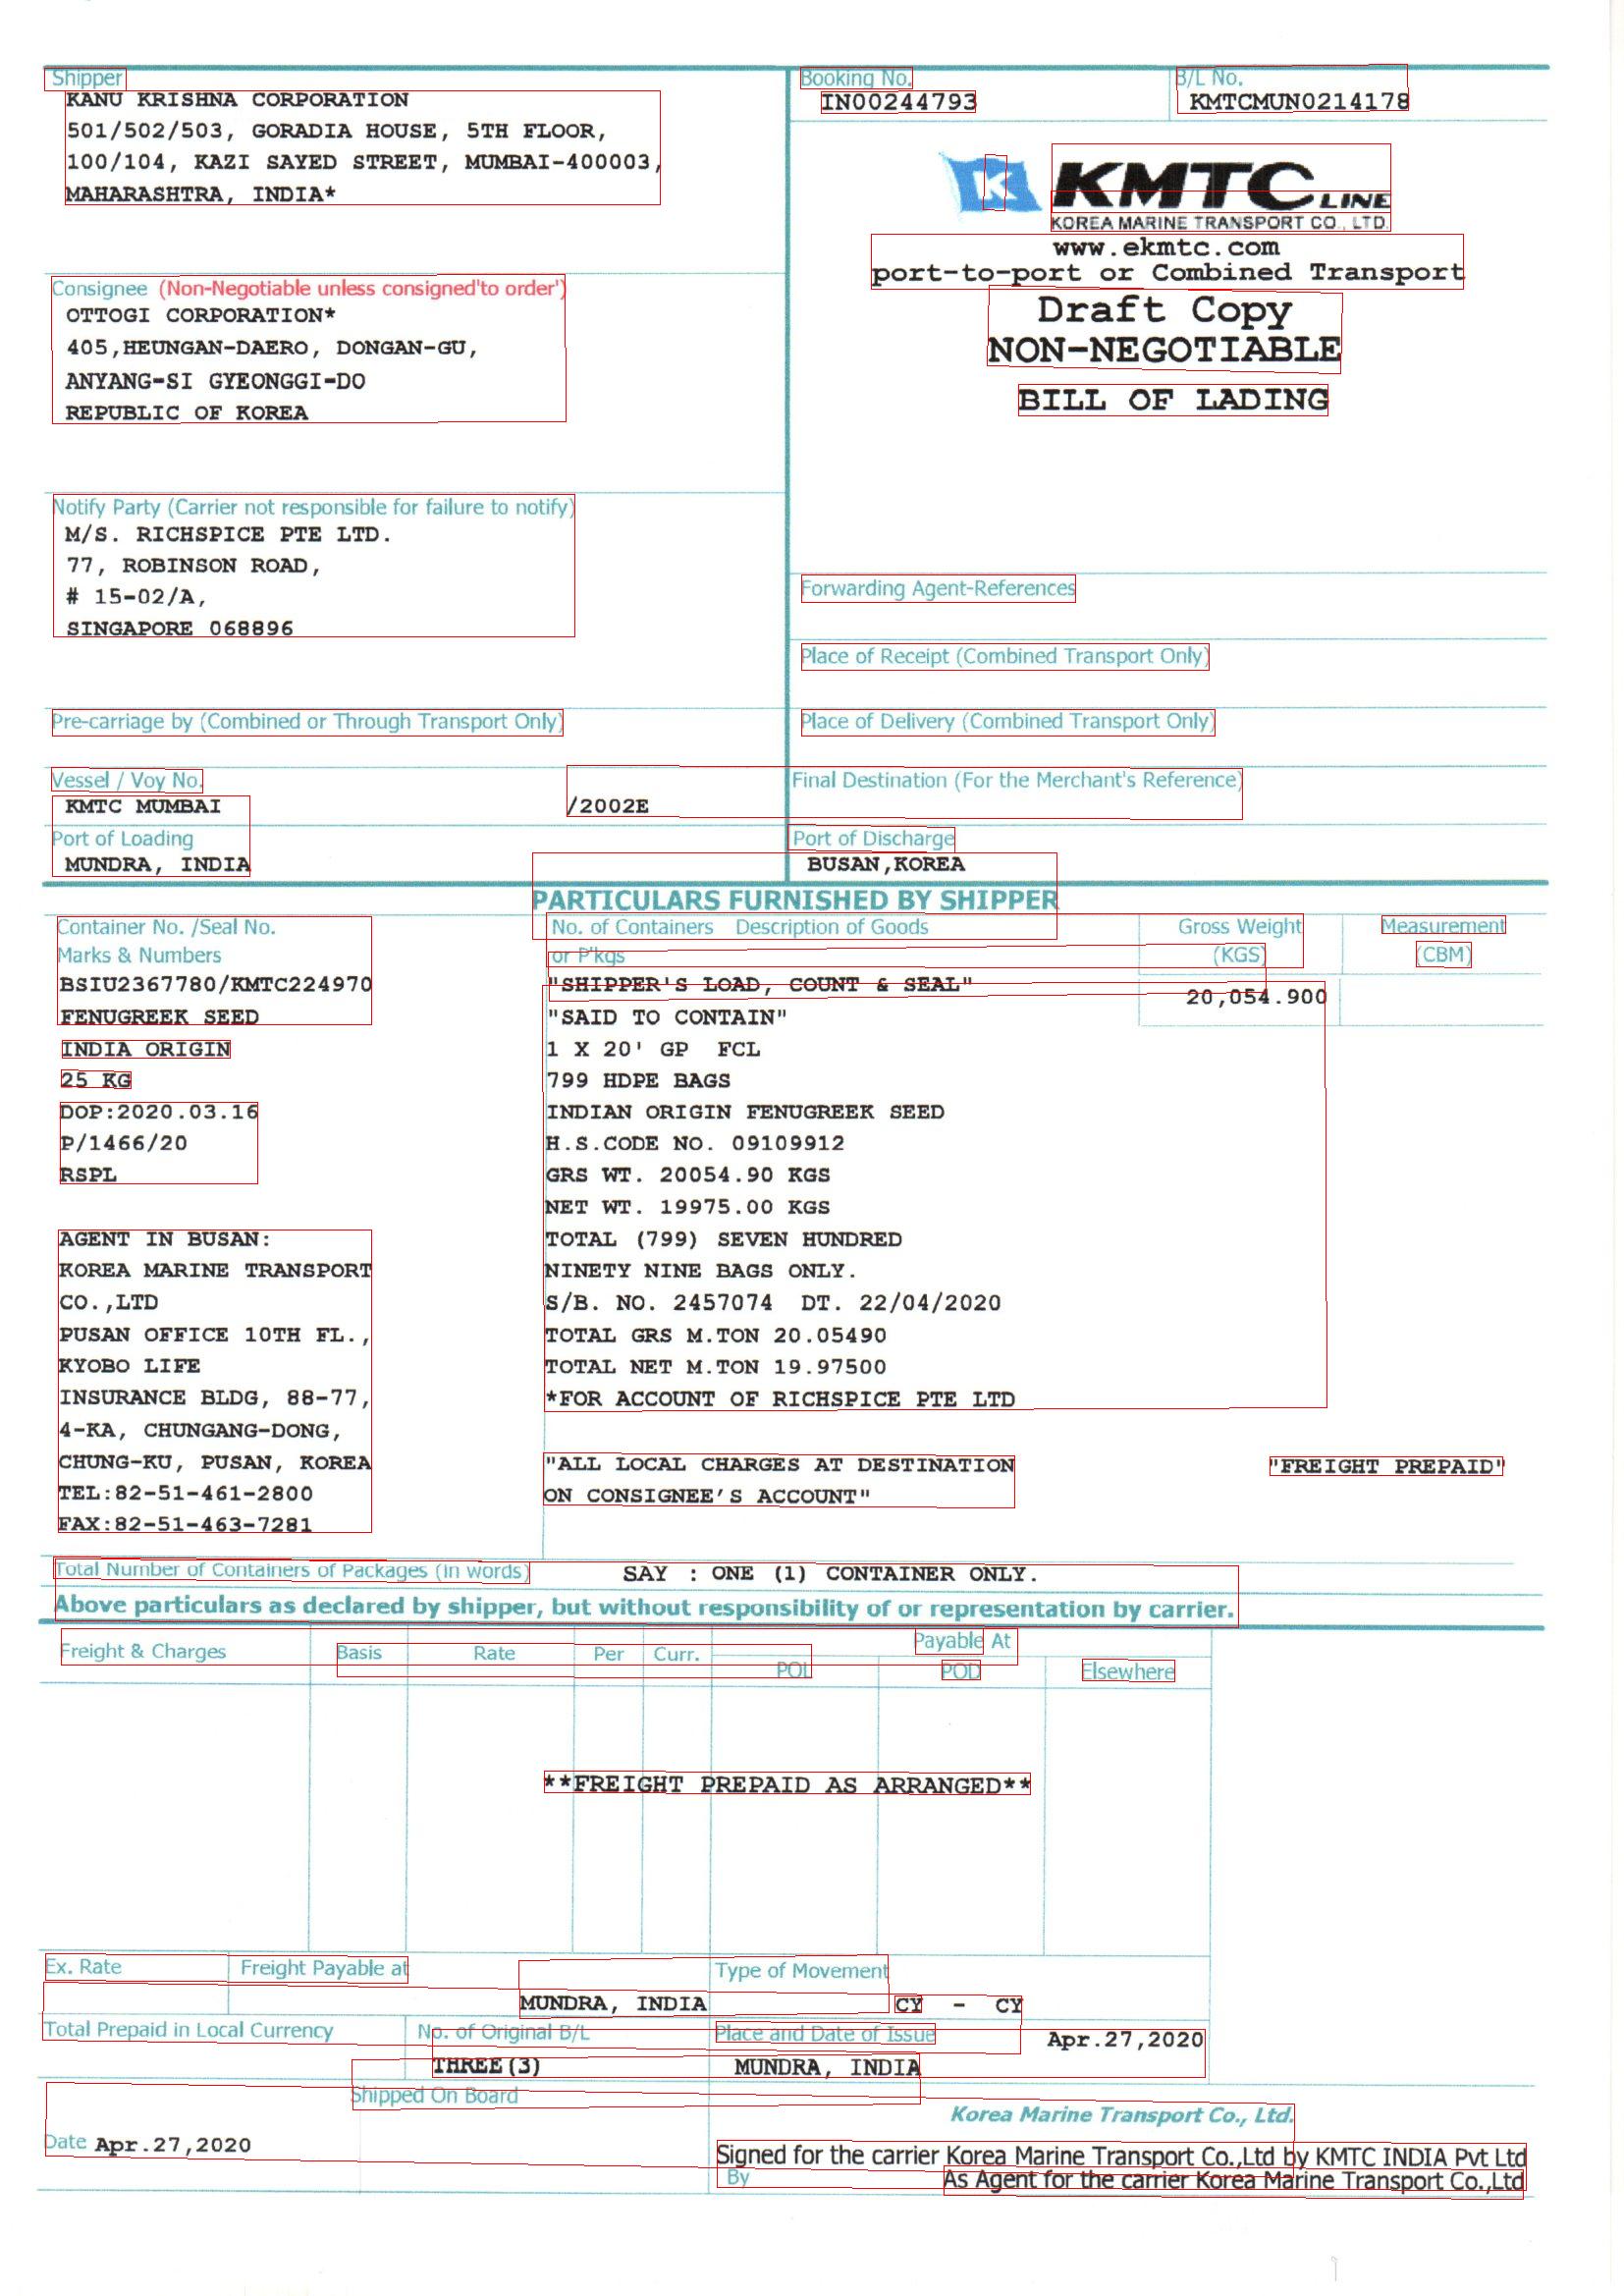 Shipper
KANU KRISHNA CORPORATION
501/502/503, GORADIA HOUSE, 5TH FLOOR,
100/104, KAZI SAYED STREET, MUMBAI-400003,
MAHARASHTRA, INDIA*
Booking No.
IN00244793
B/L No.
KMTCMUN0214178
K KMTC LINE
KOREA MARINE TRANSPORT CO., LTD.
www.ekmtc.com
port-to-port or Combined Transport
Draft Copy
NON-NEGOTIABLE
BILL OF LADING
Consignee (Non-Negotiable unless consigned'to order')
OTTOGI CORPORATION*
405,HEUNGAN-DAERO, DONGAN-GU,
ANYANG-SI GYEONGGI-DO
REPUBLIC OF KOREA
Notify Party (Carrier not responsible for failure to notify)
M/S. RICHSPICE PTE LTD.
77, ROBINSON ROAD,
# 15-02/A,
SINGAPORE 068896
Forwarding Agent-References
Place of Receipt (Combined Transport Only)
Pre-carriage by (Combined or Through Transport Only)
Place of Delivery (Combined Transport Only)
Vessel / Voy No.
KMTC MUMBAI /2002E
Final Destination (For the Merchant's Reference)
Port of Loading
MUNDRA, INDIA
Port of Discharge
BUSAN,KOREA
PARTICULARS FURNISHED BY SHIPPER
Container No. /Seal No.
Marks & Numbers
No. of Containers Description of Goods
or P'kgs
Gross Weight
(KGS)
Measurement
(CBM)
BSIU2367780/KMTC224970
FENUGREEK SEED
INDIA ORIGIN
25 KG
DOP:2020.03.16
P/1466/20
RSPL
AGENT IN BUSAN:
KOREA MARINE TRANSPORT
CO.,LTD
PUSAN OFFICE 10TH FL.,
KYOBO LIFE
INSURANCE BLDG, 88-77,
4-KA, CHUNGANG-DONG,
CHUNG-KU, PUSAN, KOREA
TEL:82-51-461-2800
FAX:82-51-463-7281
"SHIPPER'S LOAD, COUNT & SEAL"
20,054.900
"SAID TO CONTAIN"
1 X 20' GP FCL
799 HDPE BAGS
INDIAN ORIGIN FENUGREEK SEED
H.S.CODE NO. 09109912
GRS WT. 20054.90 KGS
NET WT. 19975.00 KGS
TOTAL (799) SEVEN HUNDRED
NINETY NINE BAGS ONLY.
S/B. NO. 2457074 DT. 22/04/2020
TOTAL GRS M.TON 20.05490
TOTAL NET M.TON 19.97500
*FOR ACCOUNT OF RICHSPICE PTE LTD
"ALL LOCAL CHARGES AT DESTINATION
ON CONSIGNEE'S ACCOUNT"
"FREIGHT PREPAID"
Total Number of Containers of Packages (in words) SAY : ONE (1) CONTAINER ONLY.
Above particulars as declared by shipper, but without responsibility of or representation by carrier.
Freight & Charges Basis Rate Per Curr. Payable At
POL POD Elsewhere
**FREIGHT PREPAID AS ARRANGED**
Ex. Rate
Freight Payable at
MUNDRA, INDIA
Type of Movement
CY - CY
Total Prepaid in Local Currency
No. of Original B/L
THREE(3)
Place and Date of Issue
Apr.27,2020
MUNDRA, INDIA
Shipped On Board
Date Apr.27,2020
Korea Marine Transport Co., Ltd.
Signed for the carrier Korea Marine Transport Co.,Ltd by KMTC INDIA Pvt Ltd
By As Agent for the carrier Korea Marine Transport Co.,Ltd